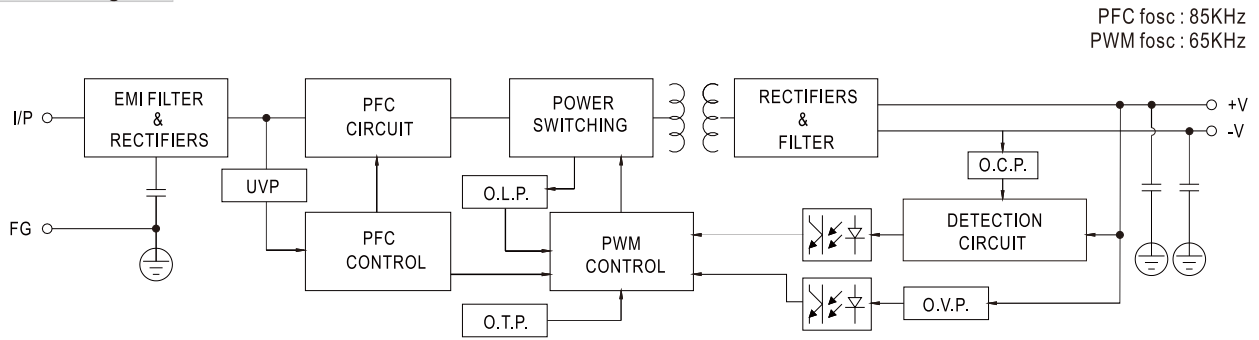 PFC fosc : 85KHz
PWM fosc : 65KHz
I/P
EMI FILTER
&
RECTIFIERS
PFC
CIRCUIT
POWER
SWITCHING
RECTIFIERS
&
FILTER
+V
-V
UVP
O.L.P.
O.C.P.
FG
PFC
CONTROL
PWM
CONTROL
DETECTION
CIRCUIT
O.T.P.
O.V.P.